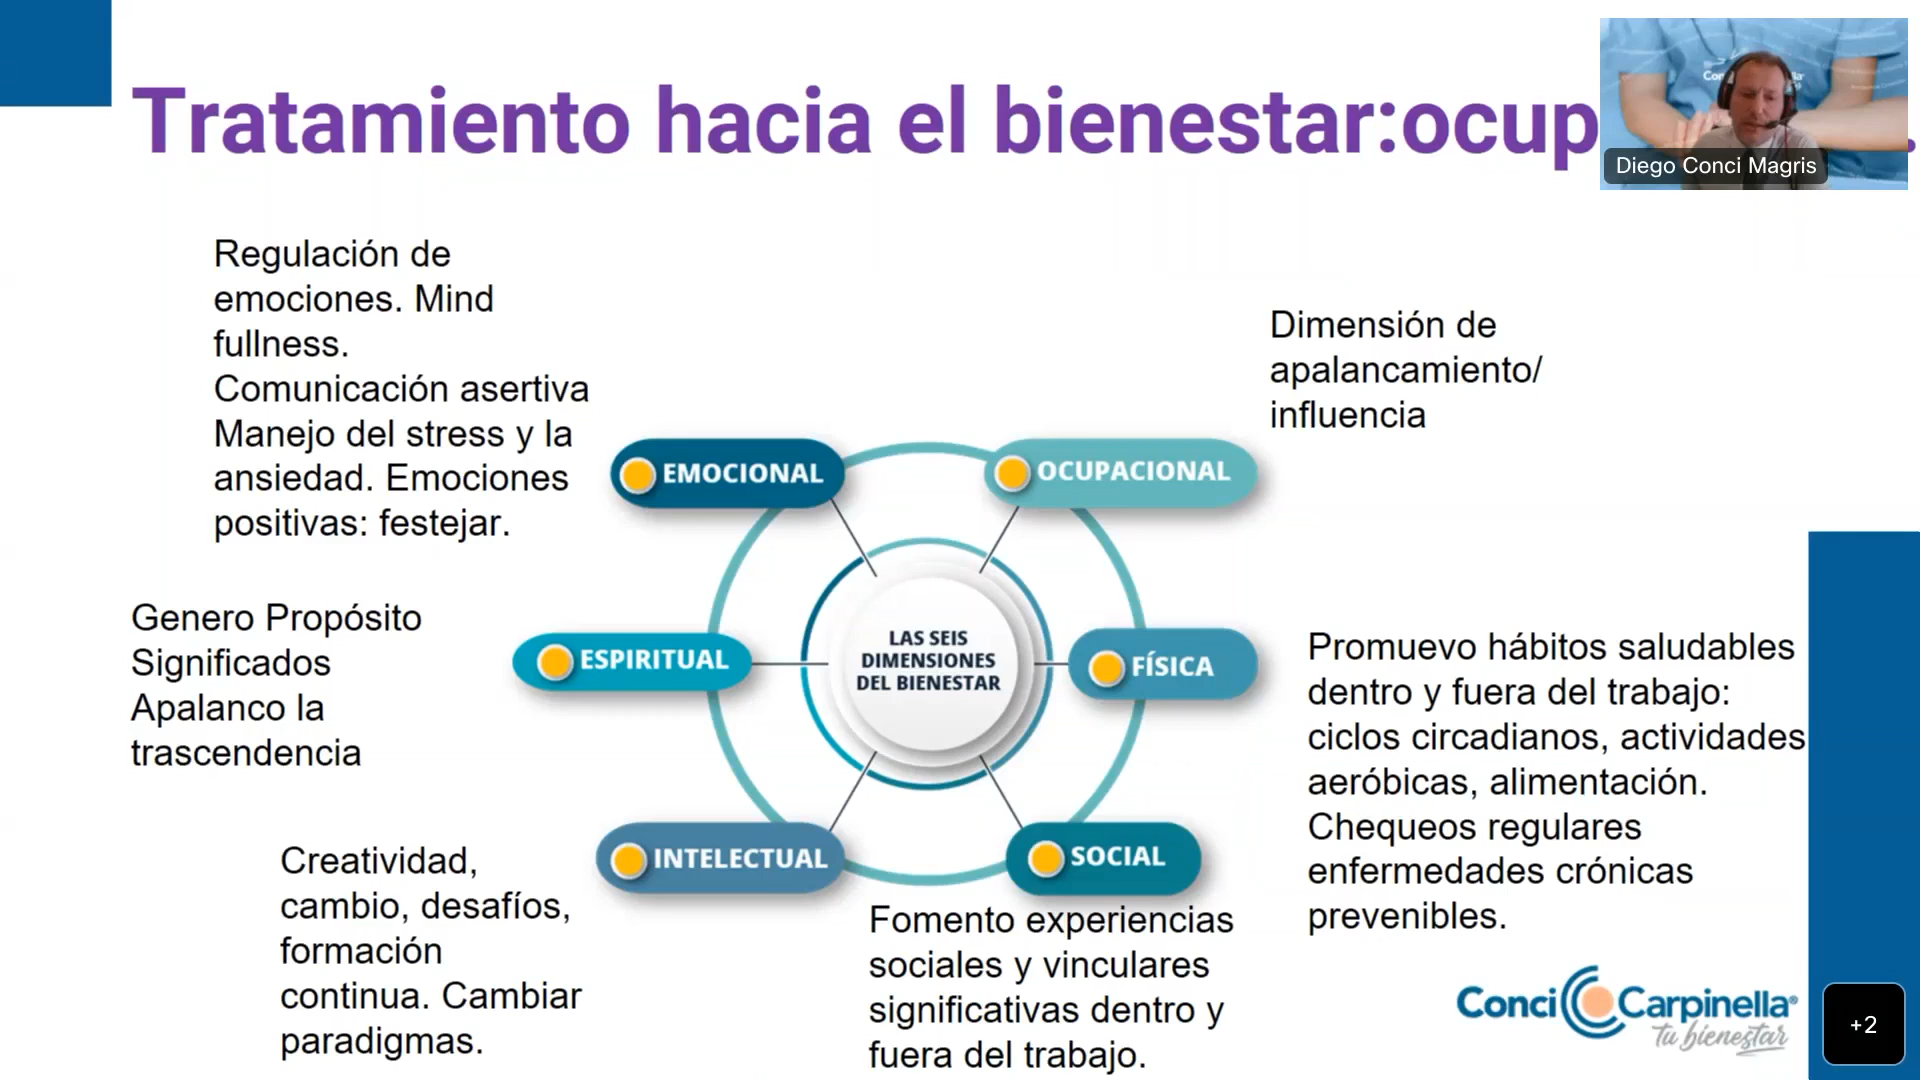 Tratamiento hacia el bienestar:ocup
Con
Diego Conci Magris
Regulación de
emociones. Mind
fullness.
Comunicación asertiva
Manejo del stress y la
ansiedad. Emociones
positivas: festejar.
Dimensión de
apalancamiento/
influencia
EMOCIONAL
OCUPACIONAL
Genero Propósito
Significados
Apalanco la
trascendencia
ESPIRITUAL
LAS SEIS
DIMENSIONES
DEL BIENESTAR
FÍSICA
Promuevo hábitos saludables
dentro y fuera del trabajo:
ciclos circadianos, actividades
aeróbicas, alimentación.
Chequeos regulares
enfermedades crónicas
prevenibles.
INTELECTUAL
SOCIAL
Creatividad,
cambio, desafíos,
formación
continua. Cambiar
paradigmas.
Fomento experiencias
sociales y vinculares
significativas dentro y
fuera del trabajo.
Conci Carpinella®
tu bienestar
+2